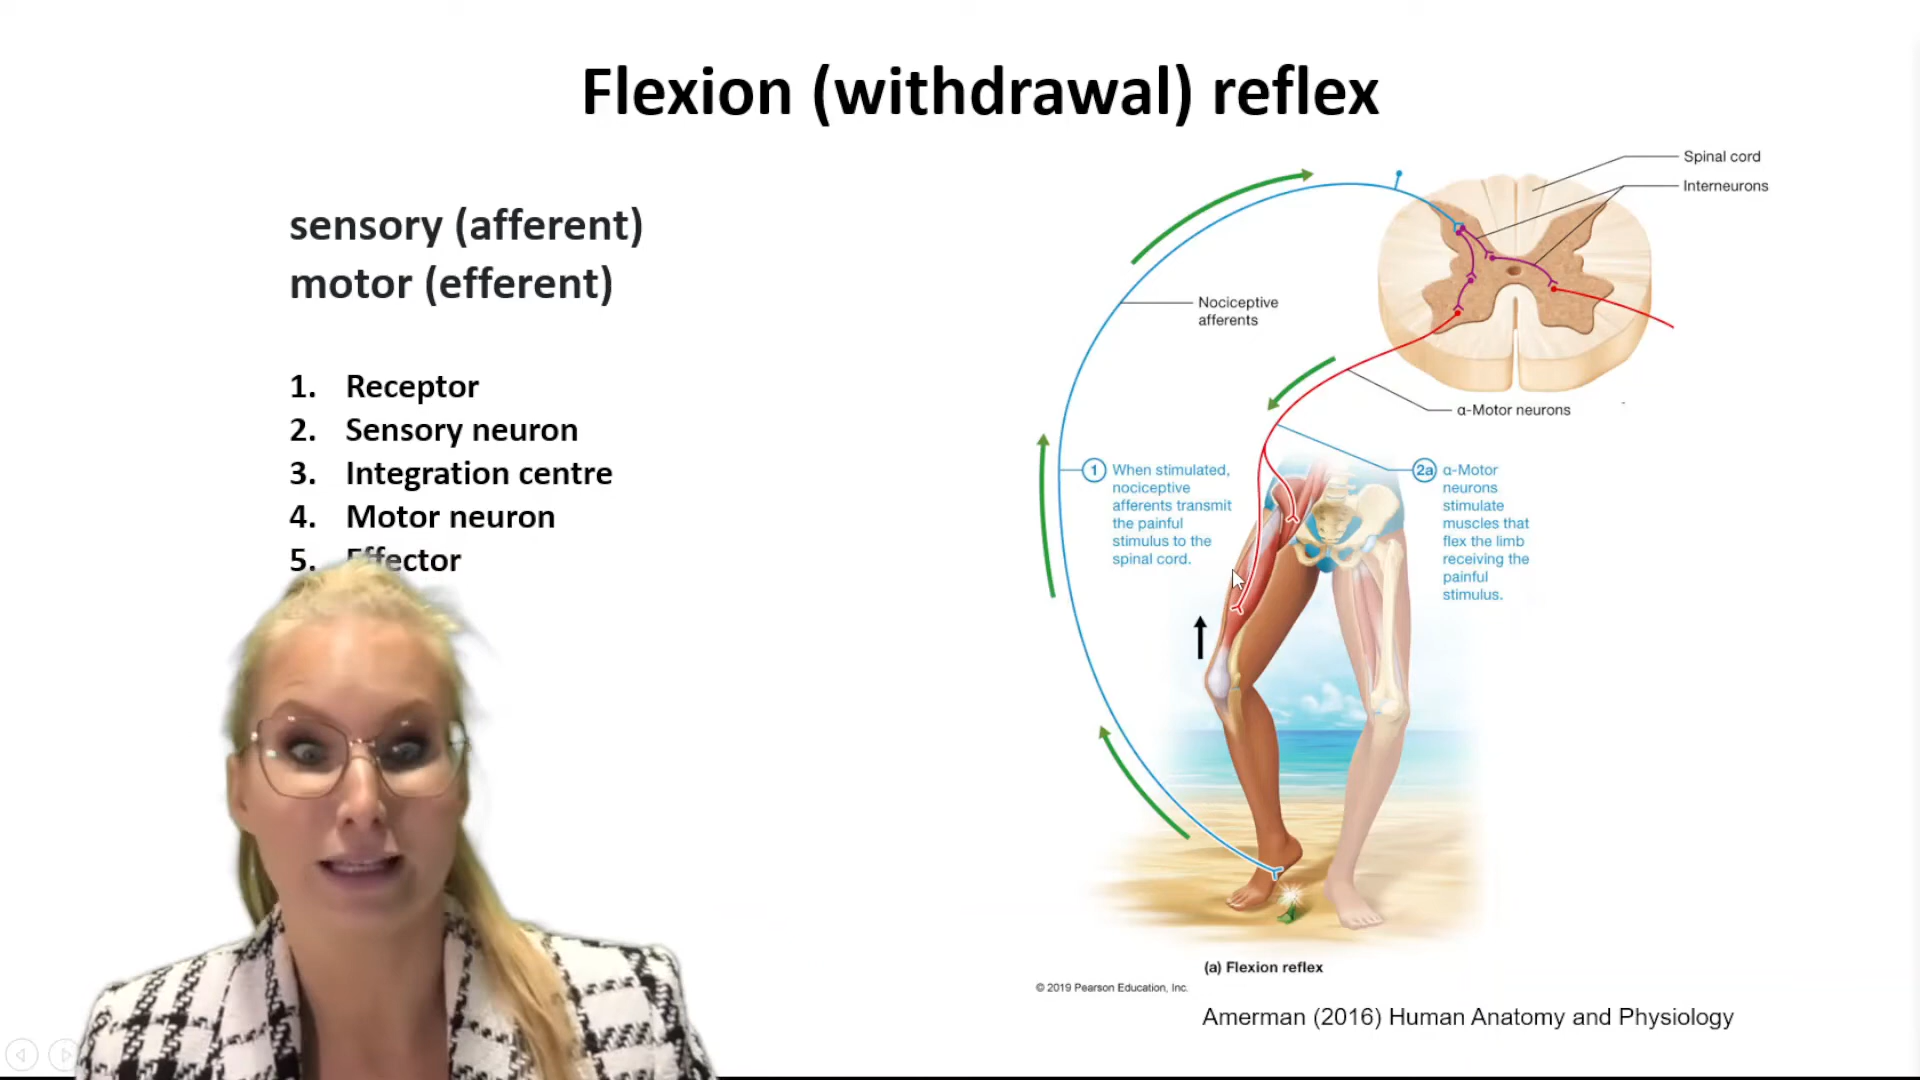 Flexion (withdrawal) reflex
sensory (afferent)
motor (efferent)
1. Receptor
2. Sensory neuron
3. Integration centre
4. Motor neuron
5. Effector
Spinal cord
Interneurons
Nociceptive
afferents
α-Motor neurons
1 When stimulated,
nociceptive
afferents transmit
the painful
stimulus to the
spinal cord.
2a α-Motor
neurons
stimulate
muscles that
flex the limb
receiving the
painful
stimulus.
(a) Flexion reflex
© 2019 Pearson Education, Inc.
Amerman (2016) Human Anatomy and Physiology